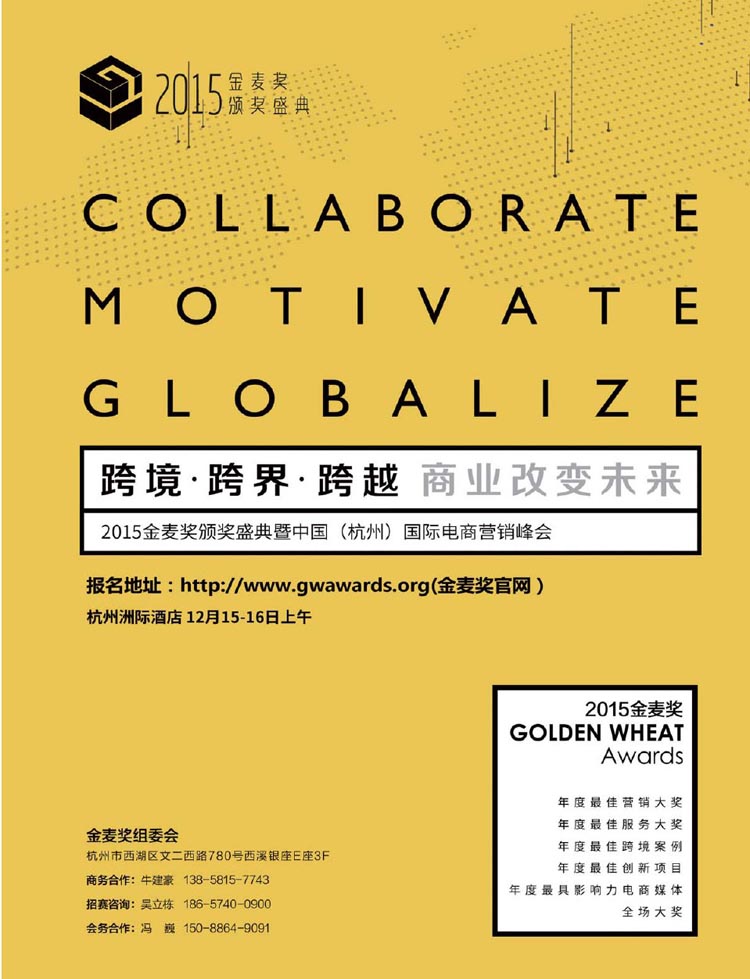 2015 金麦奖
颁奖盛典
COLLABORATE
MOTIVATE
GLOBALIZE
跨境·跨界·跨越 商业改变未来
2015金麦奖颁奖盛典暨中国（杭州）国际电商营销峰会
报名地址：http://www.gwawards.org(金麦奖官网）
杭州洲际酒店 12月15-16日上午
2015金麦奖
GOLDEN WHEAT
Awards
年度最佳营销大奖
年度最佳服务大奖
年度最佳跨境案例
年度最佳创新项目
年度最具影响力电商媒体
全场大奖
金麦奖组委会
杭州市西湖区文二西路780号西溪银座E座3F
商务合作：牛建豪 138-5815-7743
招赛咨询：吴立栋 186-5740-0900
会务合作：冯 巍 150-8864-9091